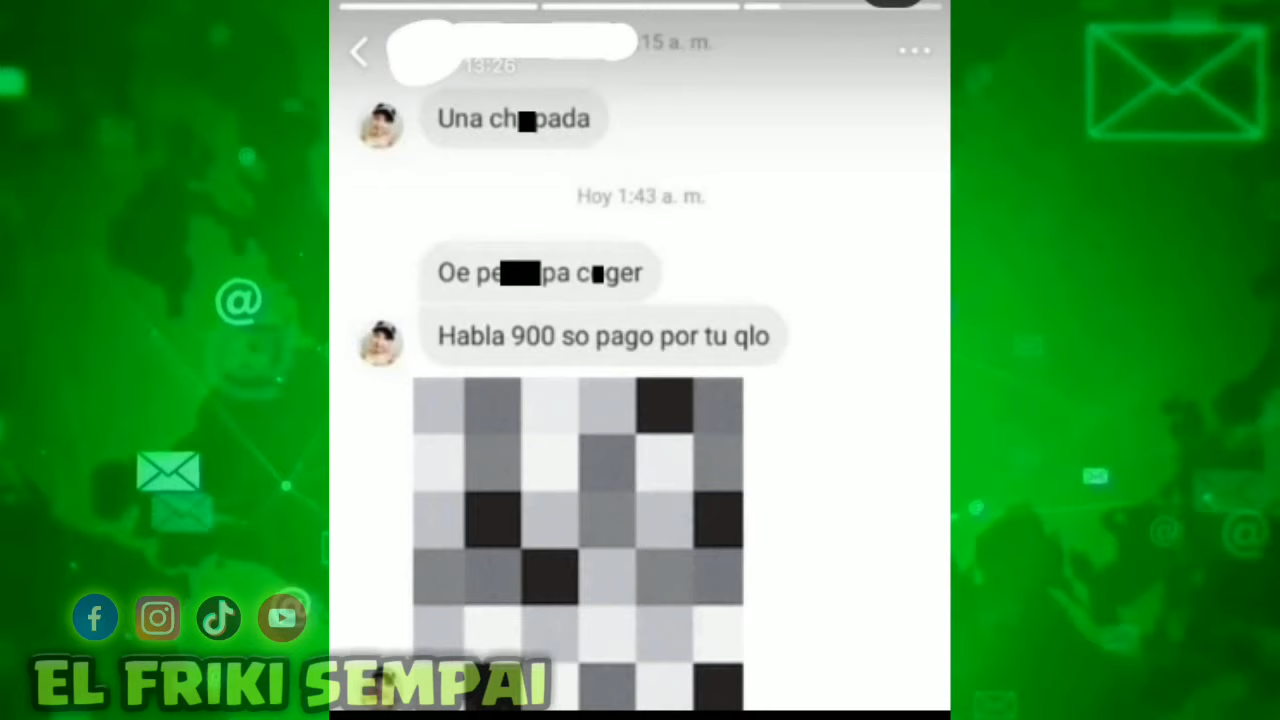 15 a. m.
13:26
Una ch pada
Hoy 1:43 a. m.
Oe pe pa c ger
Habla 900 so pago por tu qlo
EL FRIKI SEMPAI